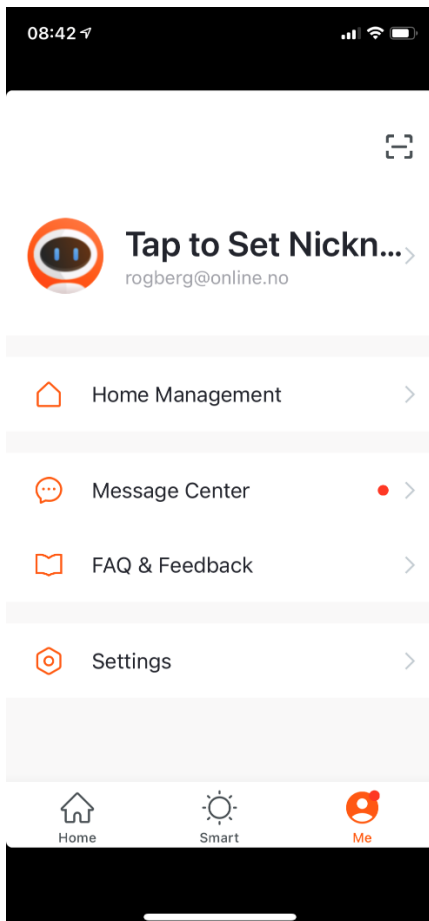 08:42
Tap to Set Nickn...
rogberg@online.no
Home Management
Message Center
FAQ & Feedback
Settings
Home
Smart
Me